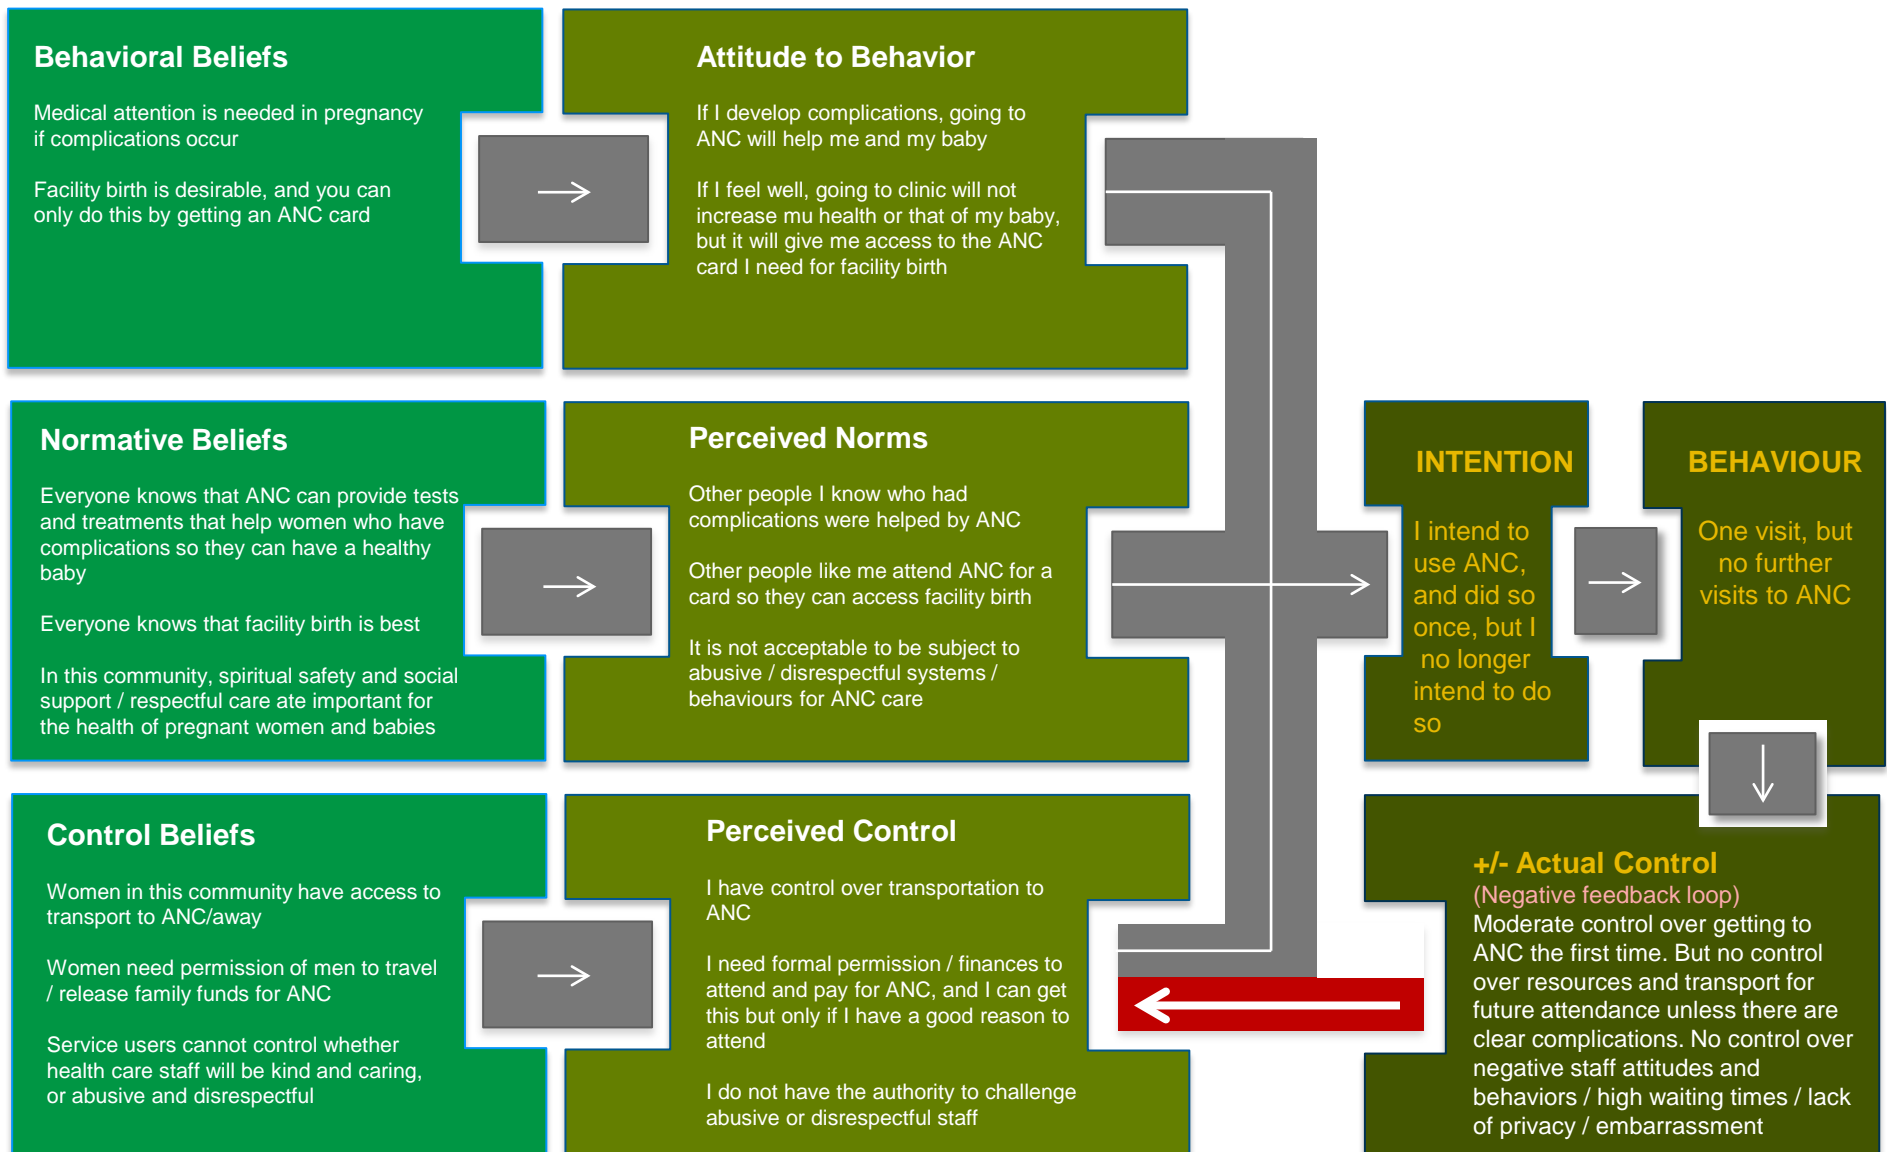 Behavioral Beliefs
Medical attention is needed in pregnancy
if complications occur
Facility birth is desirable, and you can
only do this by getting an ANC card
Attitude to Behavior
If I develop complications, going to
ANC will help me and my baby
If I feel well, going to clinic will not
increase mu health or that of my baby,
but it will give me access to the ANC
card I need for facility birth
Normative Beliefs
Everyone knows that ANC can provide tests
and treatments that help women who have
complications so they can have a healthy
baby
Everyone knows that facility birth is best
In this community, spiritual safety and social
support / respectful care ate important for
the health of pregnant women and babies
Perceived Norms
Other people I know who had
complications were helped by ANC
Other people like me attend ANC for a
card so they can access facility birth
It is not acceptable to be subject to
abusive / disrespectful systems /
behaviours for ANC care
INTENTION
I intend to
use ANC,
and did so
once, but I
no longer
intend to do
so
BEHAVIOUR
One visit, but
no further
visits to ANC
Control Beliefs
Women in this community have access to
transport to ANC/away
Women need permission of men to travel
/ release family funds for ANC
Service users cannot control whether
health care staff will be kind and caring,
or abusive and disrespectful
Perceived Control
I have control over transportation to
ANC
I need formal permission / finances to
attend and pay for ANC, and I can get
this but only if I have a good reason to
attend
I do not have the authority to challenge
abusive or disrespectful staff
+/- Actual Control
(Negative feedback loop)
Moderate control over getting to
ANC the first time. But no control
over resources and transport for
future attendance unless there are
clear complications. No control over
negative staff attitudes and
behaviors / high waiting times / lack
of privacy / embarrassment